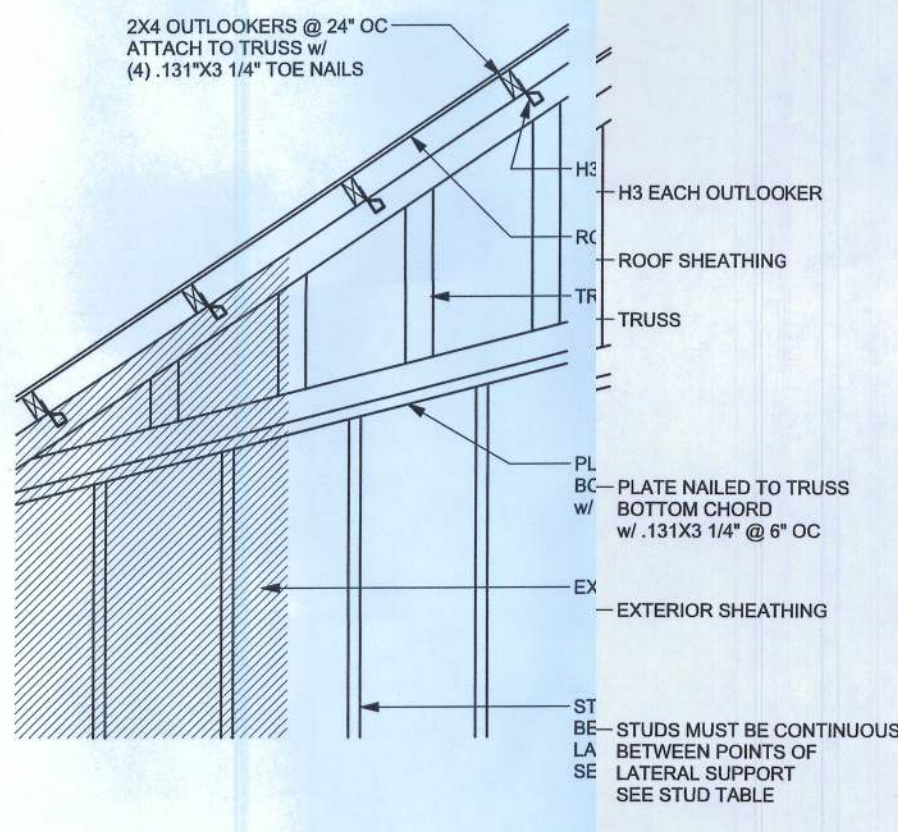 2X4 OUTLOOKERS @ 24" OC
ATTACH TO TRUSS w/
(4) .131"X3 1/4" TOE NAILS
H3
H3 EACH OUTLOOKER
RO
ROOF SHEATHING
TR
TRUSS
PL
BO
w/
PLATE NAILED TO TRUSS
BOTTOM CHORD
w/ .131X3 1/4" @ 6" OC
EX
EXTERIOR SHEATHING
ST
BE
LA
SE
STUDS MUST BE CONTINUOUS
BETWEEN POINTS OF
LATERAL SUPPORT
SEE STUD TABLE